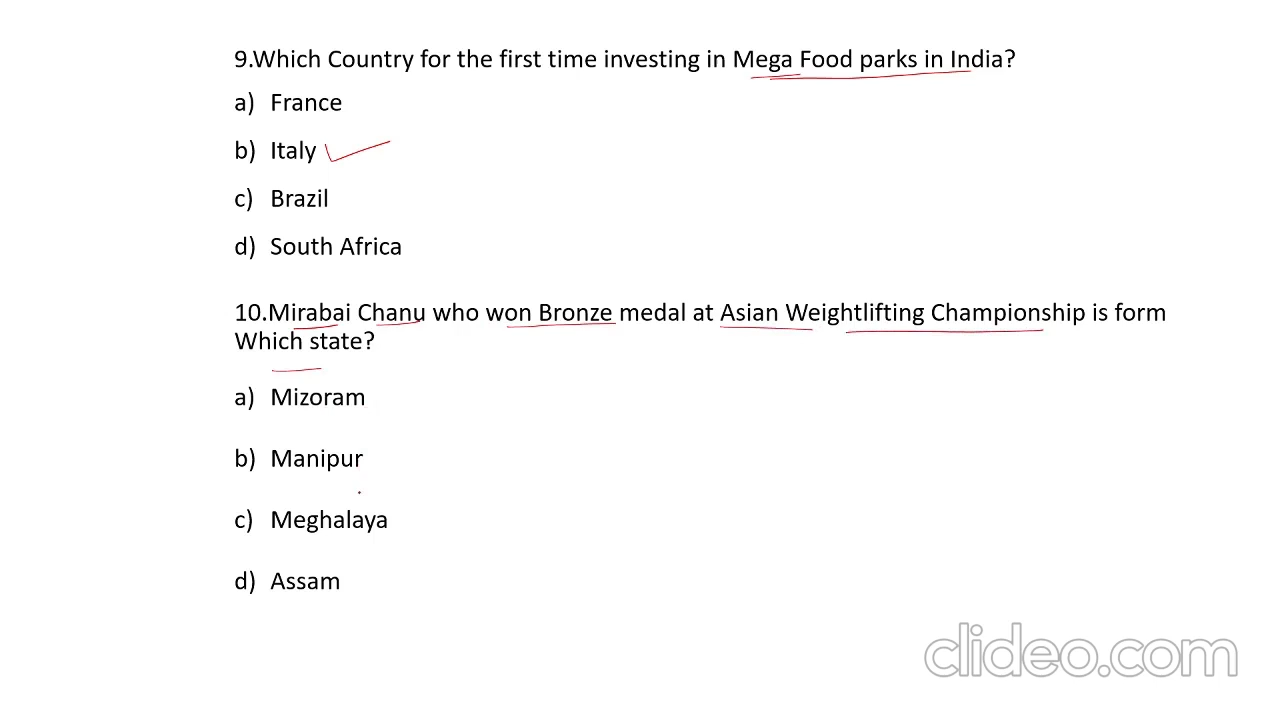 9.Which Country for the first time investing in Mega Food parks in India?
a) France
b) Italy
c) Brazil
d) South Africa
10.Mirabai Chanu who won Bronze medal at Asian Weightlifting Championship is form
Which state?
a) Mizoram
b) Manipur
c) Meghalaya
d) Assam
clideo.com